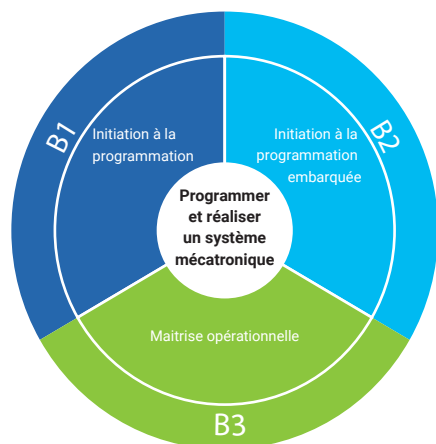 B1
Initiation à la
programmation
B2
Initiation à la
programmation
embarquée
Programmer
et réaliser
un système
mécatronique
Maitrise opérationnelle
B3